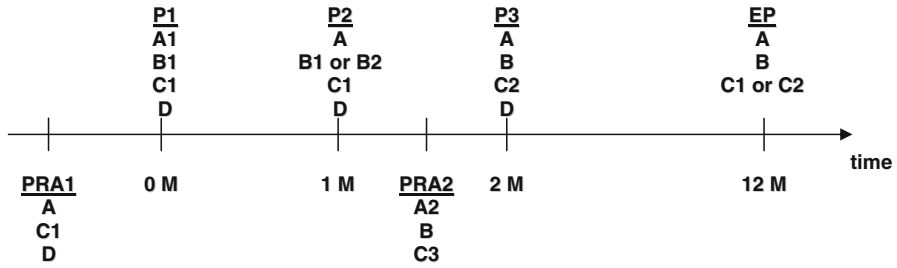 P1 P2 P3 EP
A1 A A A
B1 B1 or B2 B B
C1 C1 C2 C1 or C2
D D D
time
PRA1 0 M 1 M PRA2 2 M 12 M
A A2
C1 B
D C3